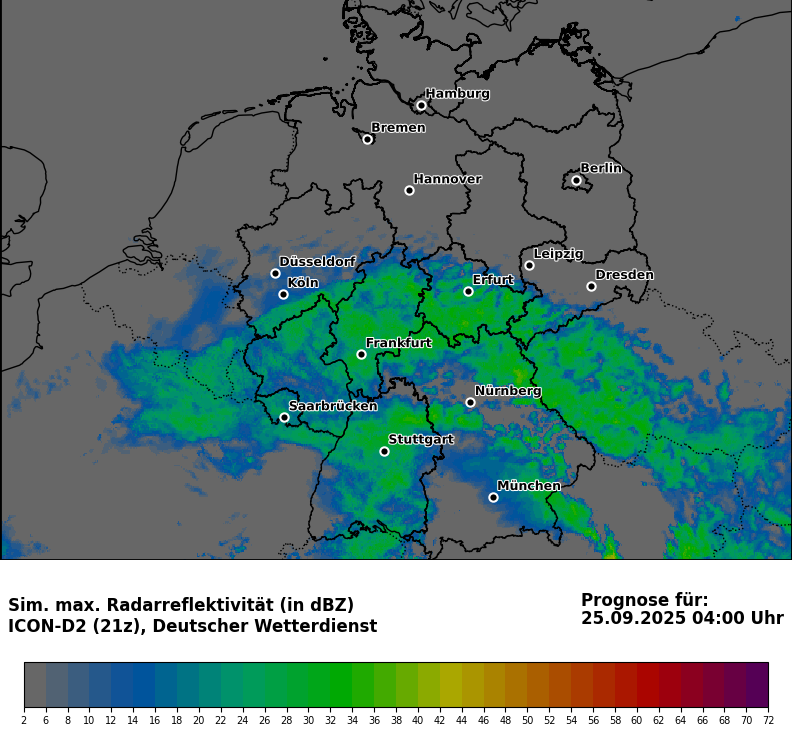 Hamburg
Bremen
Berlin
Hannover
Leipzig
Düsseldorf
Dresden
Köln
Erfurt
Frankfurt
Nürnberg
Saarbrücken
Stuttgart
München
Sim. max. Radarreflektivität (in dBZ)
ICON-D2 (21z), Deutscher Wetterdienst
Prognose für:
25.09.2025 04:00 Uhr
2 6 8 10 12 14 16 18 20 22 24 26 28 30 32 34 36 38 40 42 44 46 48 50 52 54 56 58 60 62 64 66 68 70 72